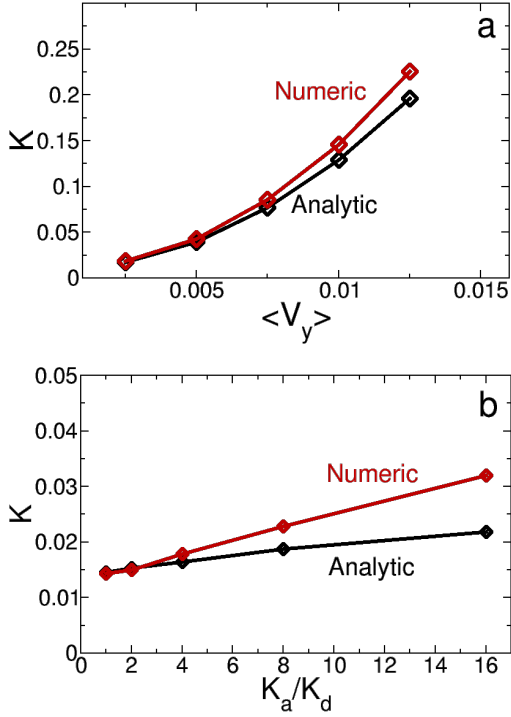 a
0.25
Numeric
0.2
K
0.15
0.1
Analytic
0.05
0
0.005 0.01 0.015
<V_y>
0.05
b
0.04
Numeric
0.03
K
0.02
Analytic
0.01
0
0 2 4 6 8 10 12 14 16
K_a/K_d